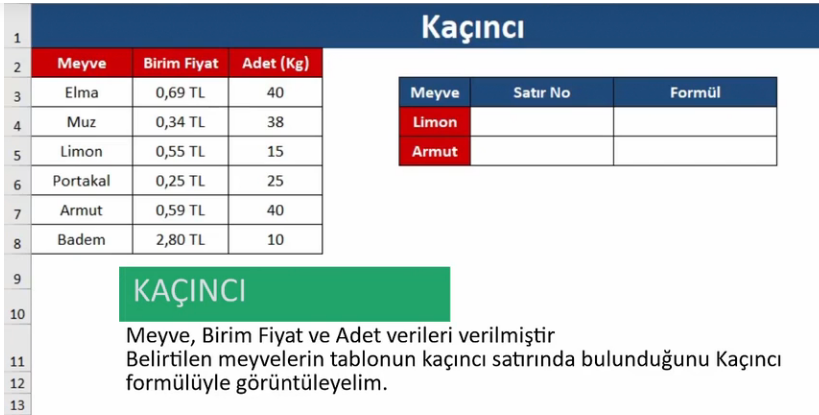 1 Kaçıncı
2 Meyve Birim Fiyat Adet (Kg)
3 Elma 0,69 TL 40 Meyve Satır No Formül
4 Muz 0,34 TL 38 Limon
5 Limon 0,55 TL 15 Armut
6 Portakal 0,25 TL 25
7 Armut 0,59 TL 40
8 Badem 2,80 TL 10
9
KAÇINCI
10
Meyve, Birim Fiyat ve Adet verileri verilmiştir
11 Belirtilen meyvelerin tablonun kaçıncı satırında bulunduğunu Kaçıncı
12 formülüyle görüntüleyelim.
13